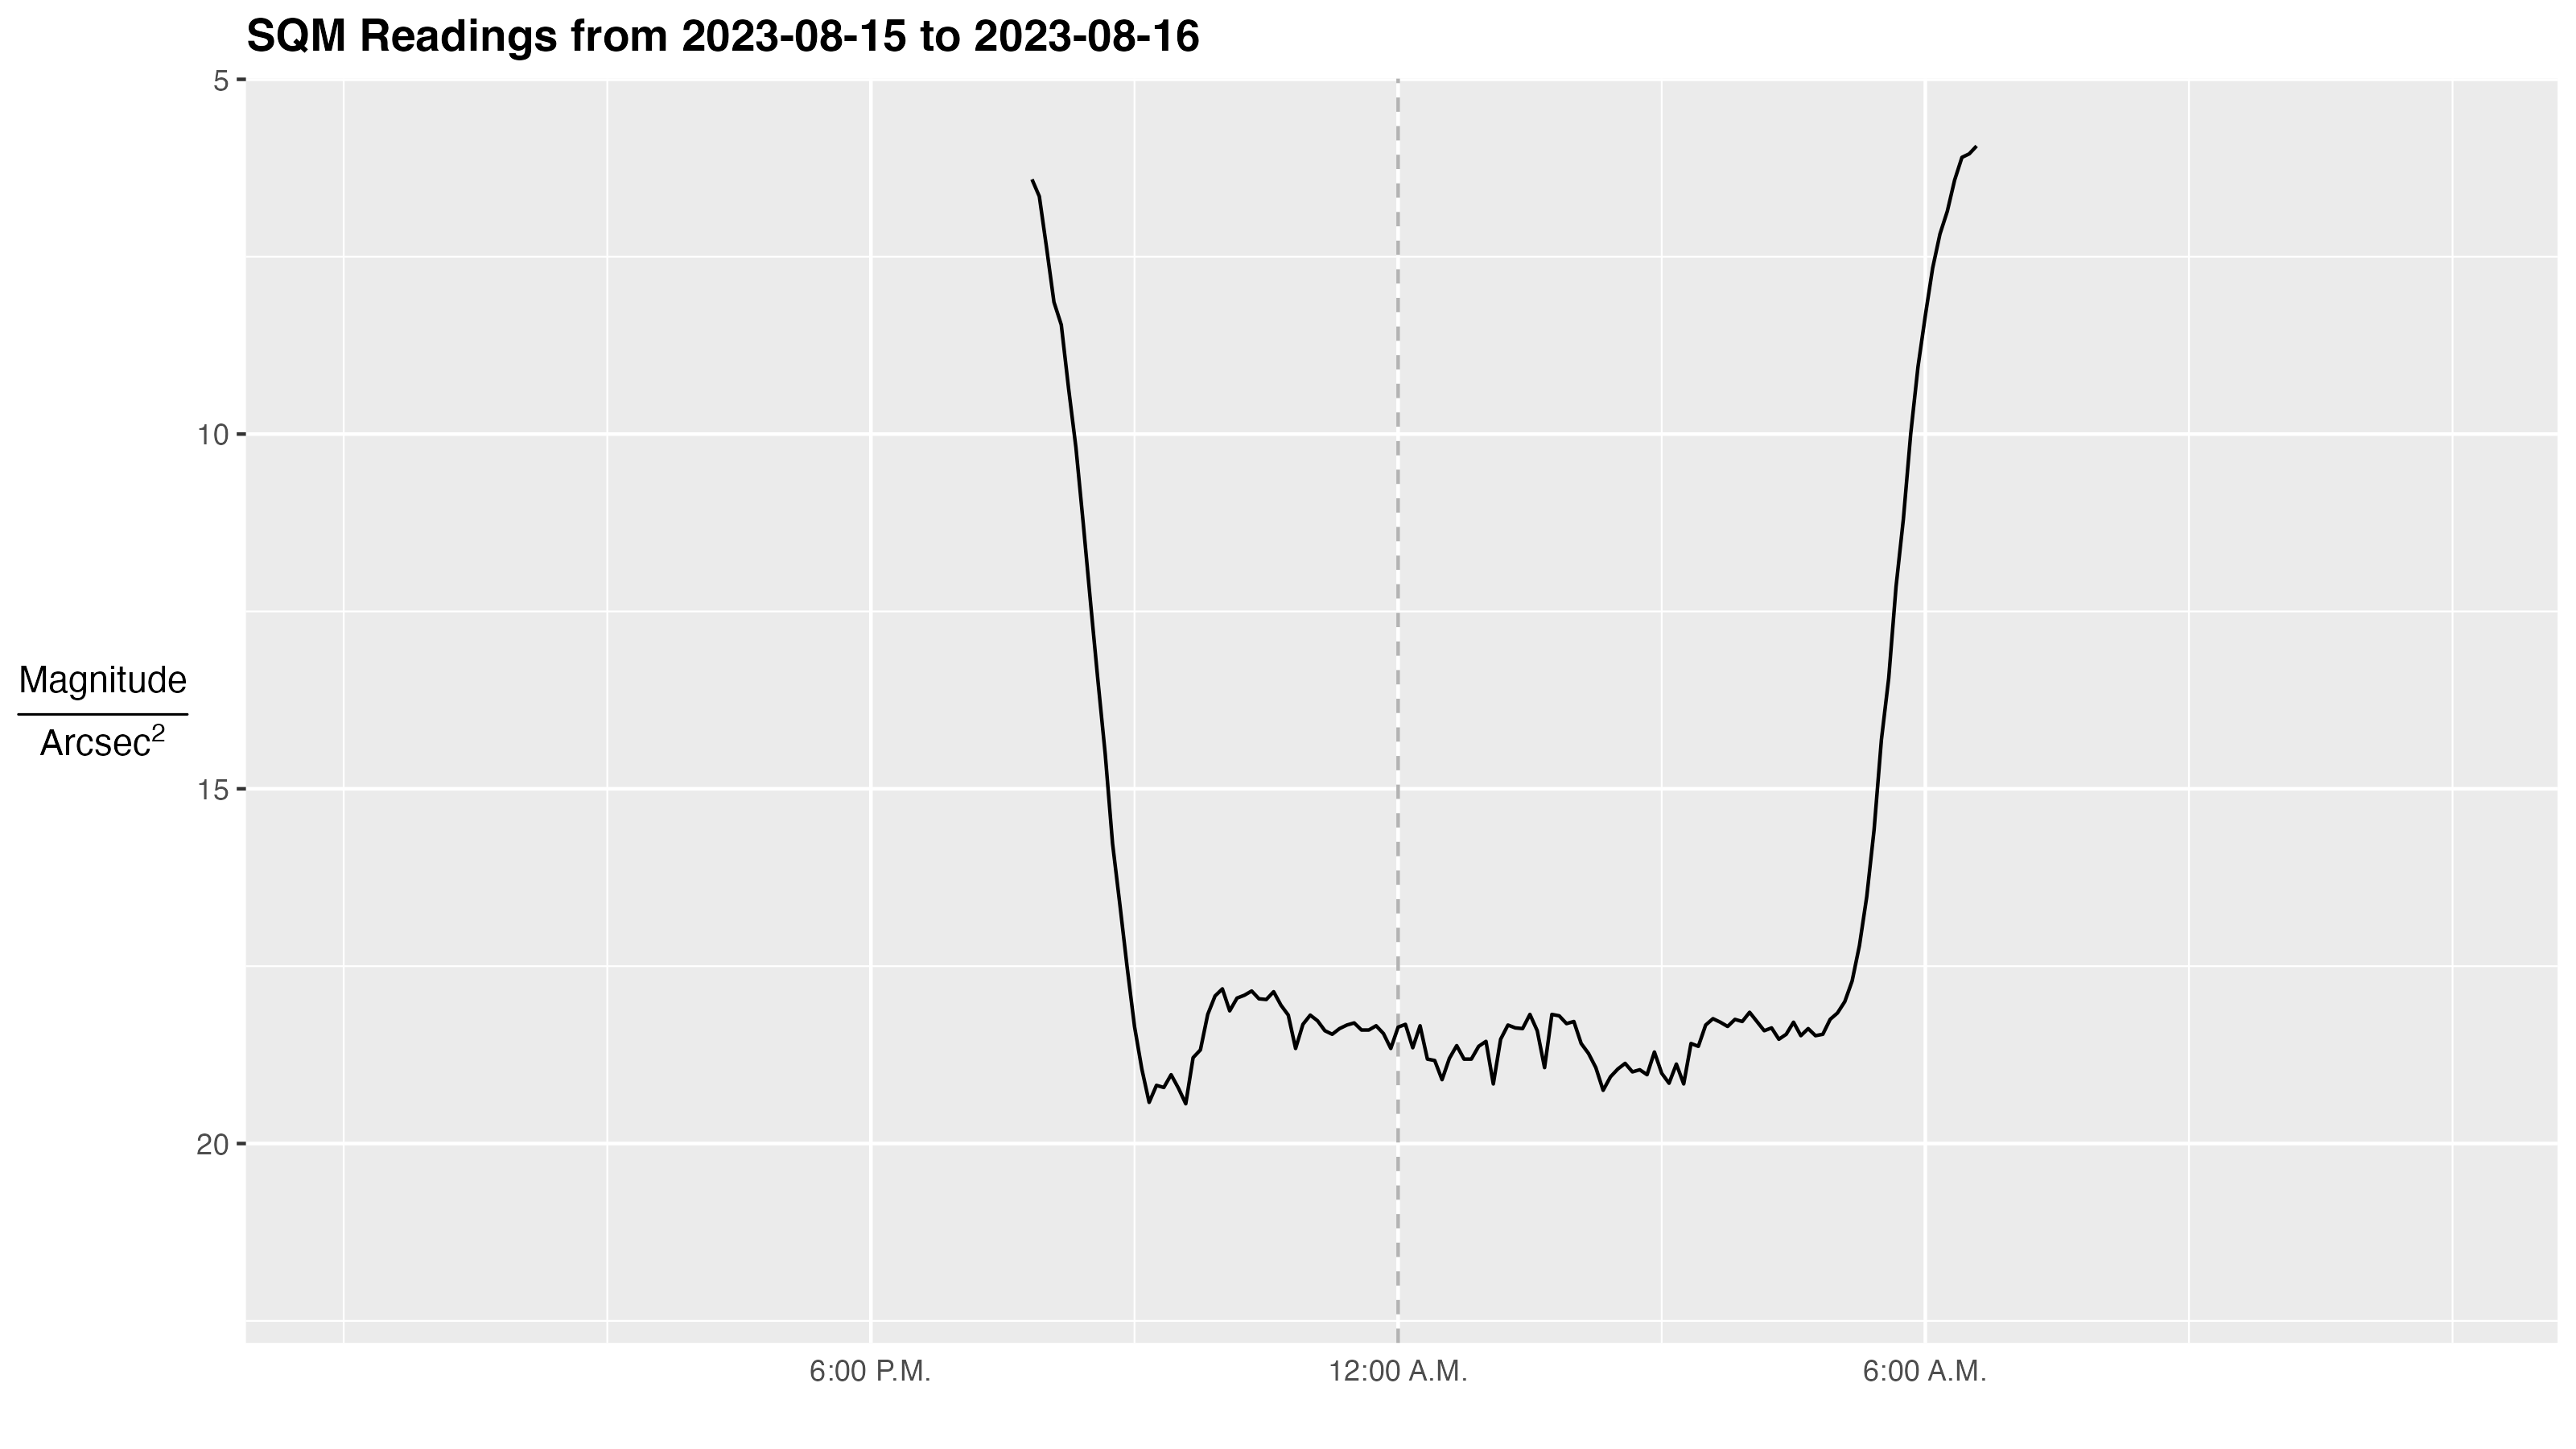 SQM Readings from 2023-08-15 to 2023-08-16
5
10
15
20
Magnitude
Arcsec²
6:00 P.M.
12:00 A.M.
6:00 A.M.